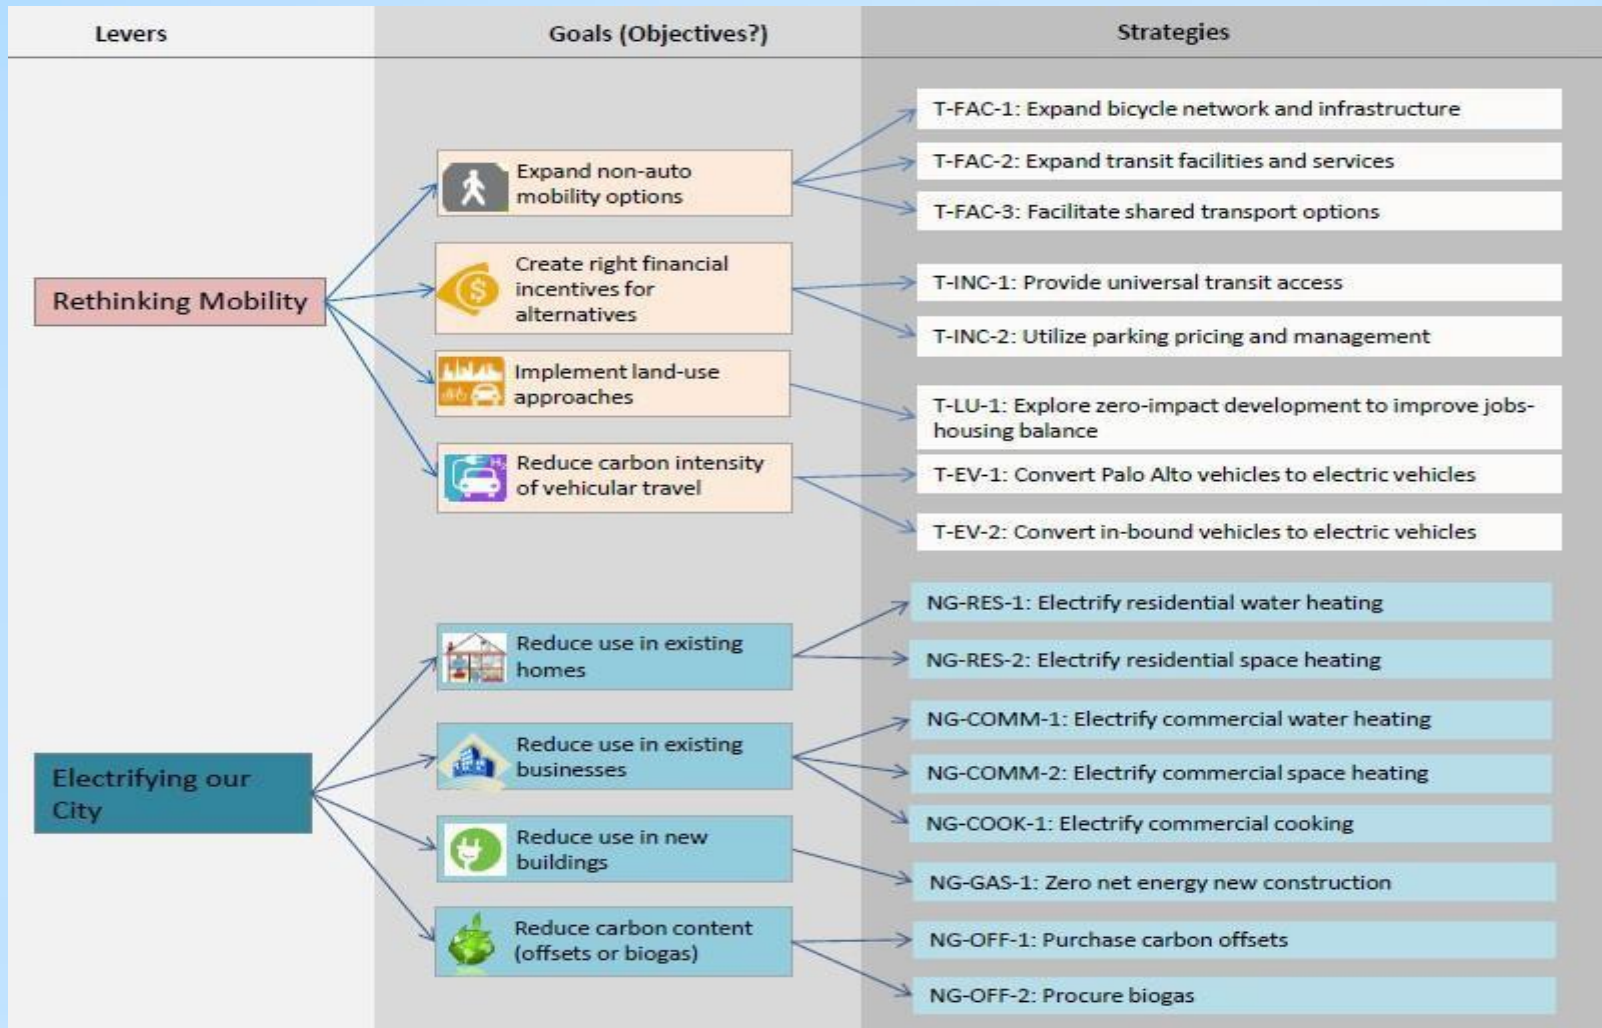 Levers
Goals (Objectives?)
Strategies
Rethinking Mobility
Expand non-auto
mobility options
T-FAC-1: Expand bicycle network and infrastructure
T-FAC-2: Expand transit facilities and services
T-FAC-3: Facilitate shared transport options
$
Create right financial
incentives for
alternatives
T-INC-1: Provide universal transit access
T-INC-2: Utilize parking pricing and management
Implement land-use
approaches
T-LU-1: Explore zero-impact development to improve jobs-
housing balance
H2
Reduce carbon intensity
of vehicular travel
T-EV-1: Convert Palo Alto vehicles to electric vehicles
T-EV-2: Convert in-bound vehicles to electric vehicles
Electrifying our
City
Reduce use in existing
homes
NG-RES-1: Electrify residential water heating
NG-RES-2: Electrify residential space heating
Reduce use in existing
businesses
NG-COMM-1: Electrify commercial water heating
NG-COMM-2: Electrify commercial space heating
NG-COOK-1: Electrify commercial cooking
Reduce use in new
buildings
NG-GAS-1: Zero net energy new construction
Reduce carbon content
(offsets or biogas)
NG-OFF-1: Purchase carbon offsets
NG-OFF-2: Procure biogas